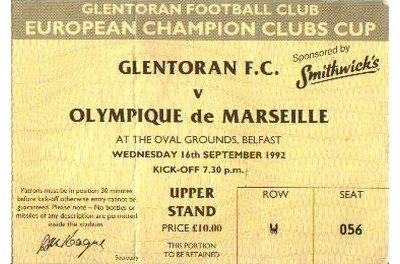 GLENTORAN FOOTBALL CLUB
EUROPEAN CHAMPION CLUBS CUP
Sponsored by
Smithwick's
GLENTORAN F.C.
v
OLYMPIQUE de MARSEILLE
AT THE OVAL GROUNDS, BELFAST
WEDNESDAY 16th SEPTEMBER 1992
KICK-OFF 7.30 p.m.
Patrons must be in position 30 minutes
before kick-off otherwise entry cannot be
guaranteed. Please note – No bottles or
missiles of any description are permitted
inside the stadium.
Secretary
UPPER
STAND
PRICE £10.00
THIS PORTION
TO BE RETAINED
ROW
W
SEAT
056